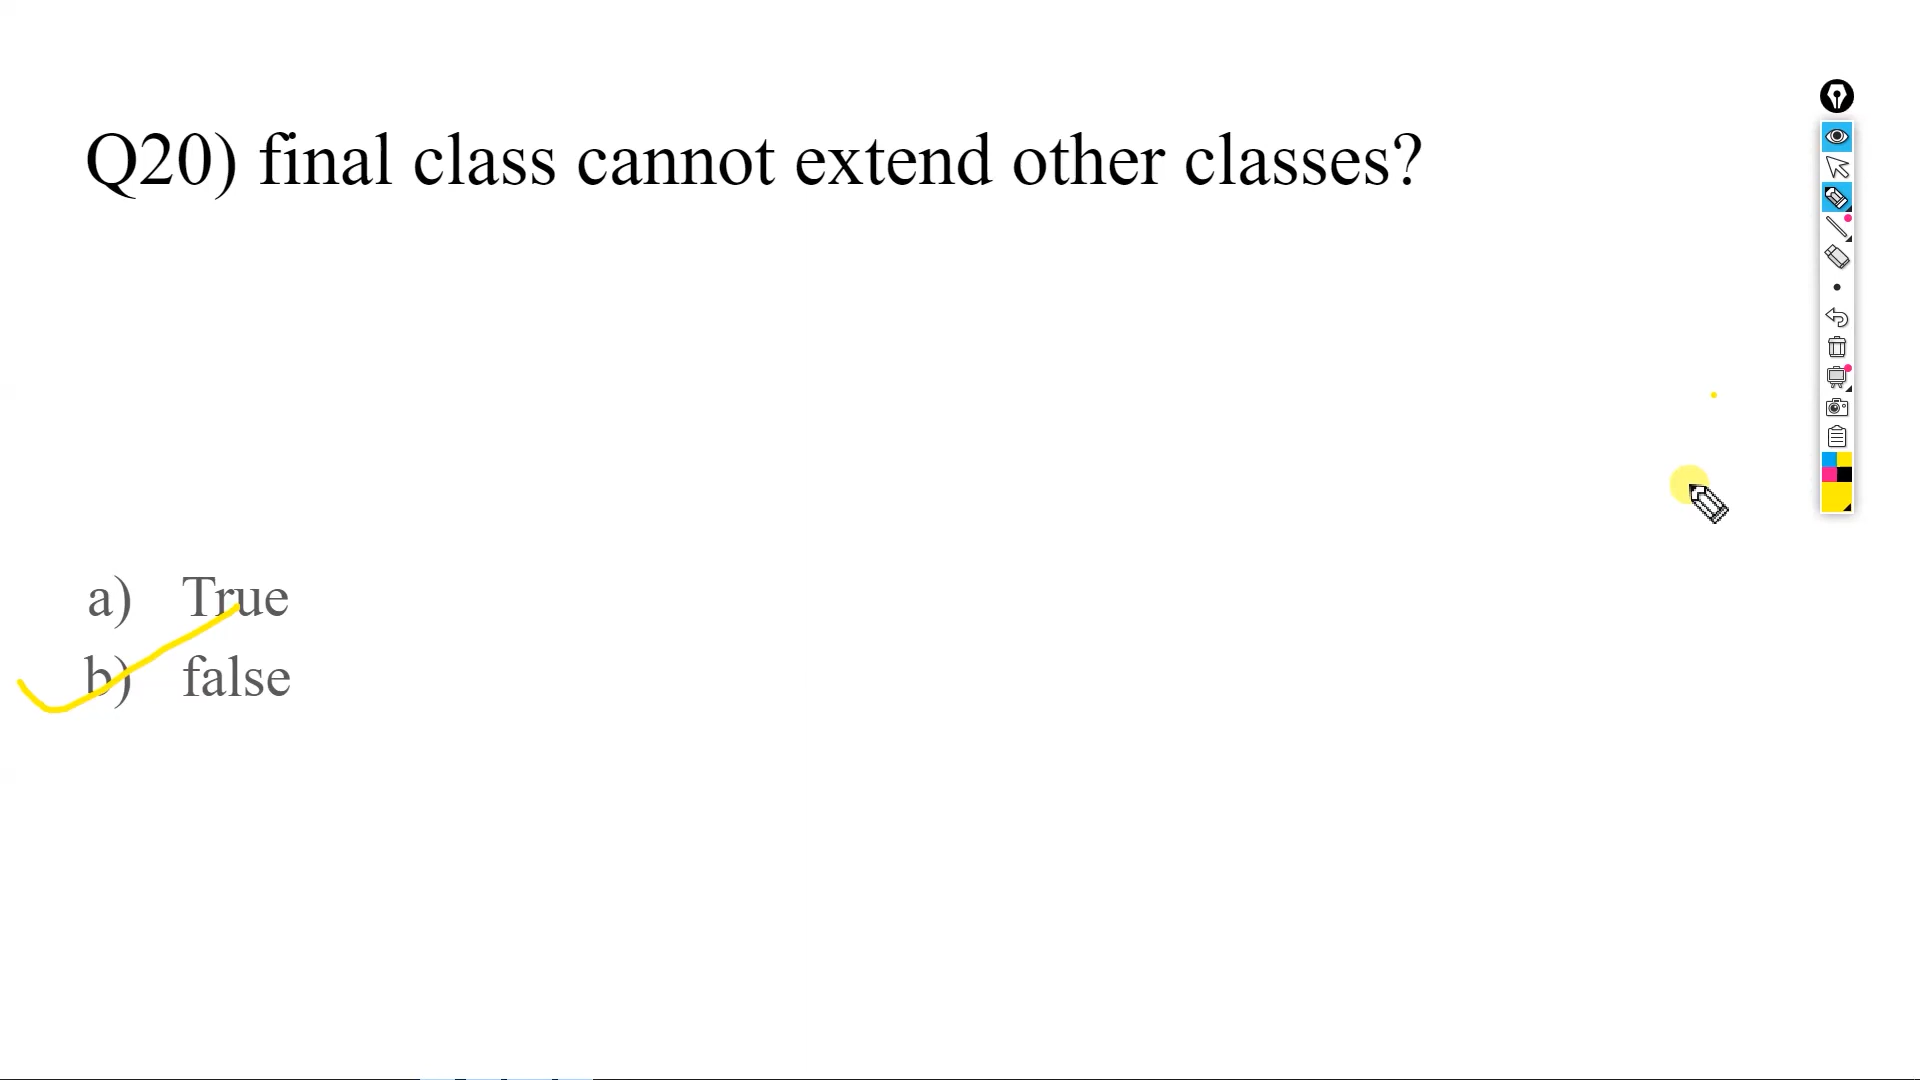 Q20) final class cannot extend other classes?
a) True
b) false